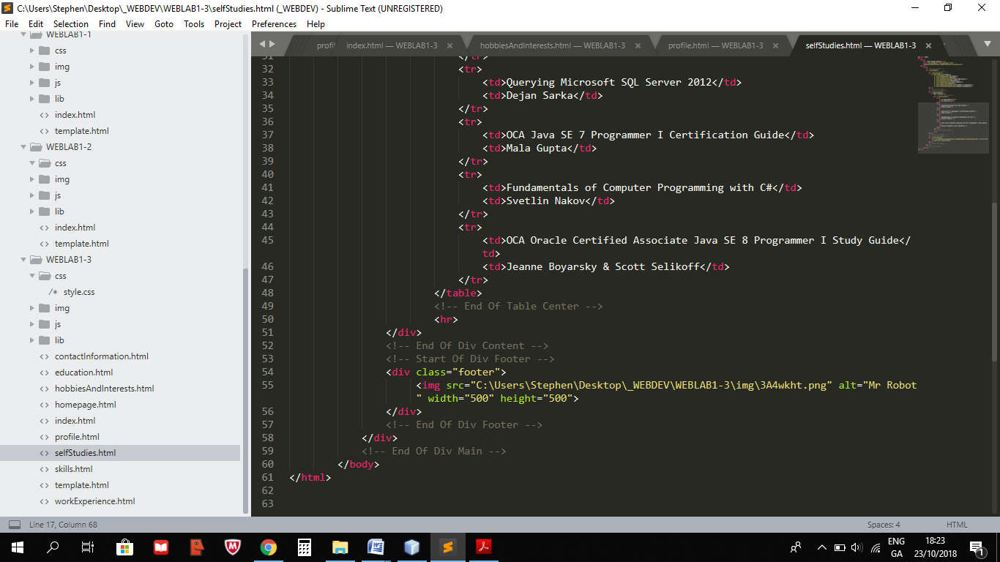 C:\Users\Stephen\Desktop\_WEBDEV\WEBLAB1-3\selfStudies.html (_WEBDEV) - Sublime Text (UNREGISTERED)
File Edit Selection Find View Goto Tools Project Preferences Help
WEBLAB1-1
css
img
js
lib
index.html
template.html
WEBLAB1-2
css
img
js
lib
index.html
template.html
WEBLAB1-3
css
/* style.css
img
js
lib
contactInformation.html
education.html
hobbiesAndInterests.html
homepage.html
index.html
profile.html
selfStudies.html
skills.html
template.html
workExperience.html
profi index.html — WEBLAB1-3 hobbiesAndInterests.html — WEBLAB1-3 profile.html — WEBLAB1-3 selfStudies.html — WEBLAB1-3
31 </tr>
32 <tr>
33 <td>Querying Microsoft SQL Server 2012</td>
34 <td>Dejan Sarka</td>
35 </tr>
36 <tr>
37 <td>OCA Java SE 7 Programmer I Certification Guide</td>
38 <td>Mala Gupta</td>
39 </tr>
40 <tr>
41 <td>Fundamentals of Computer Programming with C#</td>
42 <td>Svetlin Nakov</td>
43 </tr>
44 <tr>
45 <td>OCA Oracle Certified Associate Java SE 8 Programmer I Study Guide</
td>
46 <td>Jeanne Boyarsky & Scott Selikoff</td>
47 </tr>
48 </table>
49 <!-- End Of Table Center -->
50 <hr>
51 </div>
52 <!-- End Of Div Content -->
53 <!-- Start Of Div Footer -->
54 <div class="footer">
55 <img src="C:\Users\Stephen\Desktop\_WEBDEV\WEBLAB1-3\img\3A4wkht.png" alt="Mr Robot
" width="500" height="500">
56 </div>
57 <!-- End Of Div Footer -->
58 </div>
59 <!-- End Of Div Main -->
60 </body>
61 </html>
62
63
Line 17, Column 68 Spaces: 4 HTML
ENG 18:23
GA 23/10/2018 1